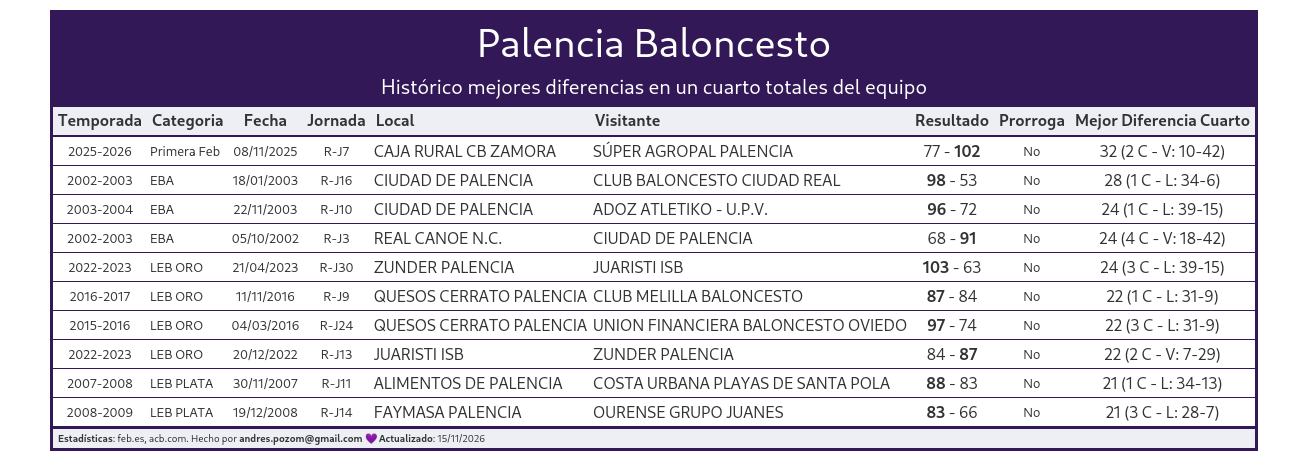 Palencia Baloncesto
Histórico mejores diferencias en un cuarto totales del equipo
Temporada Categoria Fecha Jornada Local Visitante Resultado Prorroga Mejor Diferencia Cuarto
2025-2026 Primera Feb 08/11/2025 R-J7 CAJA RURAL CB ZAMORA SÚPER AGROPAL PALENCIA 77 - 102 No 32 (2 C - V: 10-42)
2002-2003 EBA 18/01/2003 R-J16 CIUDAD DE PALENCIA CLUB BALONCESTO CIUDAD REAL 98 - 53 No 28 (1 C - L: 34-6)
2003-2004 EBA 22/11/2003 R-J10 CIUDAD DE PALENCIA ADOZ ATLETIKO - U.P.V. 96 - 72 No 24 (1 C - L: 39-15)
2002-2003 EBA 05/10/2002 R-J3 REAL CANOE N.C. CIUDAD DE PALENCIA 68 - 91 No 24 (4 C - V: 18-42)
2022-2023 LEB ORO 21/04/2023 R-J30 ZUNDER PALENCIA JUARISTI ISB 103 - 63 No 24 (3 C - L: 39-15)
2016-2017 LEB ORO 11/11/2016 R-J9 QUESOS CERRATO PALENCIA CLUB MELILLA BALONCESTO 87 - 84 No 22 (1 C - L: 31-9)
2015-2016 LEB ORO 04/03/2016 R-J24 QUESOS CERRATO PALENCIA UNION FINANCIERA BALONCESTO OVIEDO 97 - 74 No 22 (3 C - L: 31-9)
2022-2023 LEB ORO 20/12/2022 R-J13 JUARISTI ISB ZUNDER PALENCIA 84 - 87 No 22 (2 C - V: 7-29)
2007-2008 LEB PLATA 30/11/2007 R-J11 ALIMENTOS DE PALENCIA COSTA URBANA PLAYAS DE SANTA POLA 88 - 83 No 21 (1 C - L: 34-13)
2008-2009 LEB PLATA 19/12/2008 R-J14 FAYMASA PALENCIA OURENSE GRUPO JUANES 83 - 66 No 21 (3 C - L: 28-7)
Estadísticas: feb.es, acb.com. Hecho por andres.pozom@gmail.com 💜 Actualizado: 15/11/2026